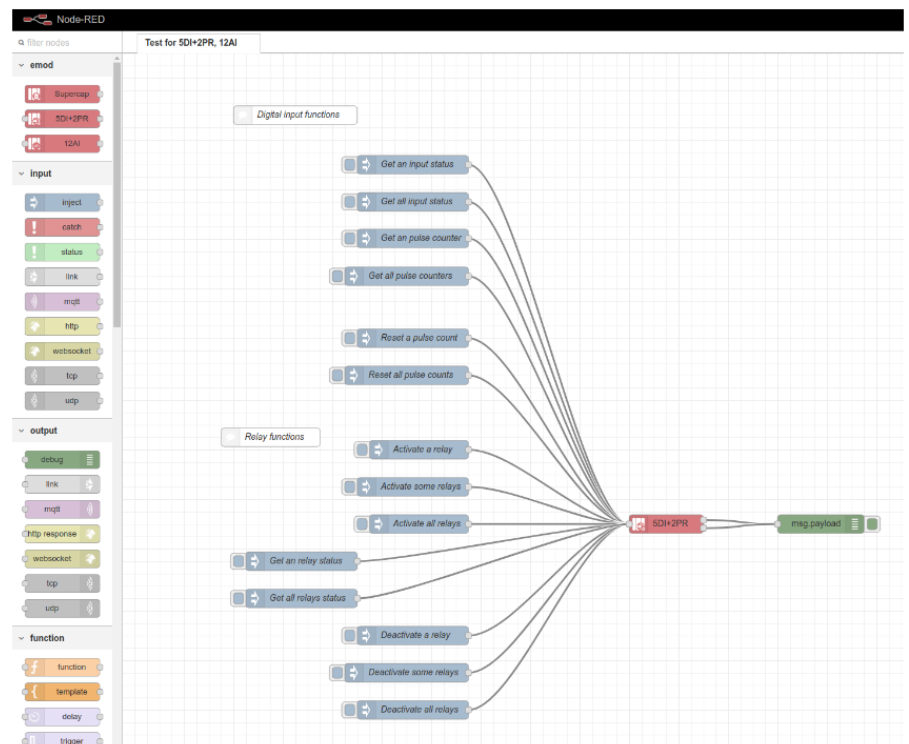 Node-RED
filter nodes
Test for 5DI+2PR, 12AI
emod
Supercap
5DI+2PR
12AI
input
inject
catch
status
link
mqtt
http
websocket
tcp
udp
output
debug
link
mqtt
http response
websocket
tcp
udp
function
function
template
delay
trigger
Digital input functions
Get an input status
Get all input status
Get an pulse counter
Get all pulse counters
Reset a pulse count
Reset all pulse counts
Relay functions
Activate a relay
Activate some relays
Activate all relays
Get an relay status
Get all relays status
Deactivate a relay
Deactivate some relays
Deactivate all relays
5DI+2PR
msg.payload